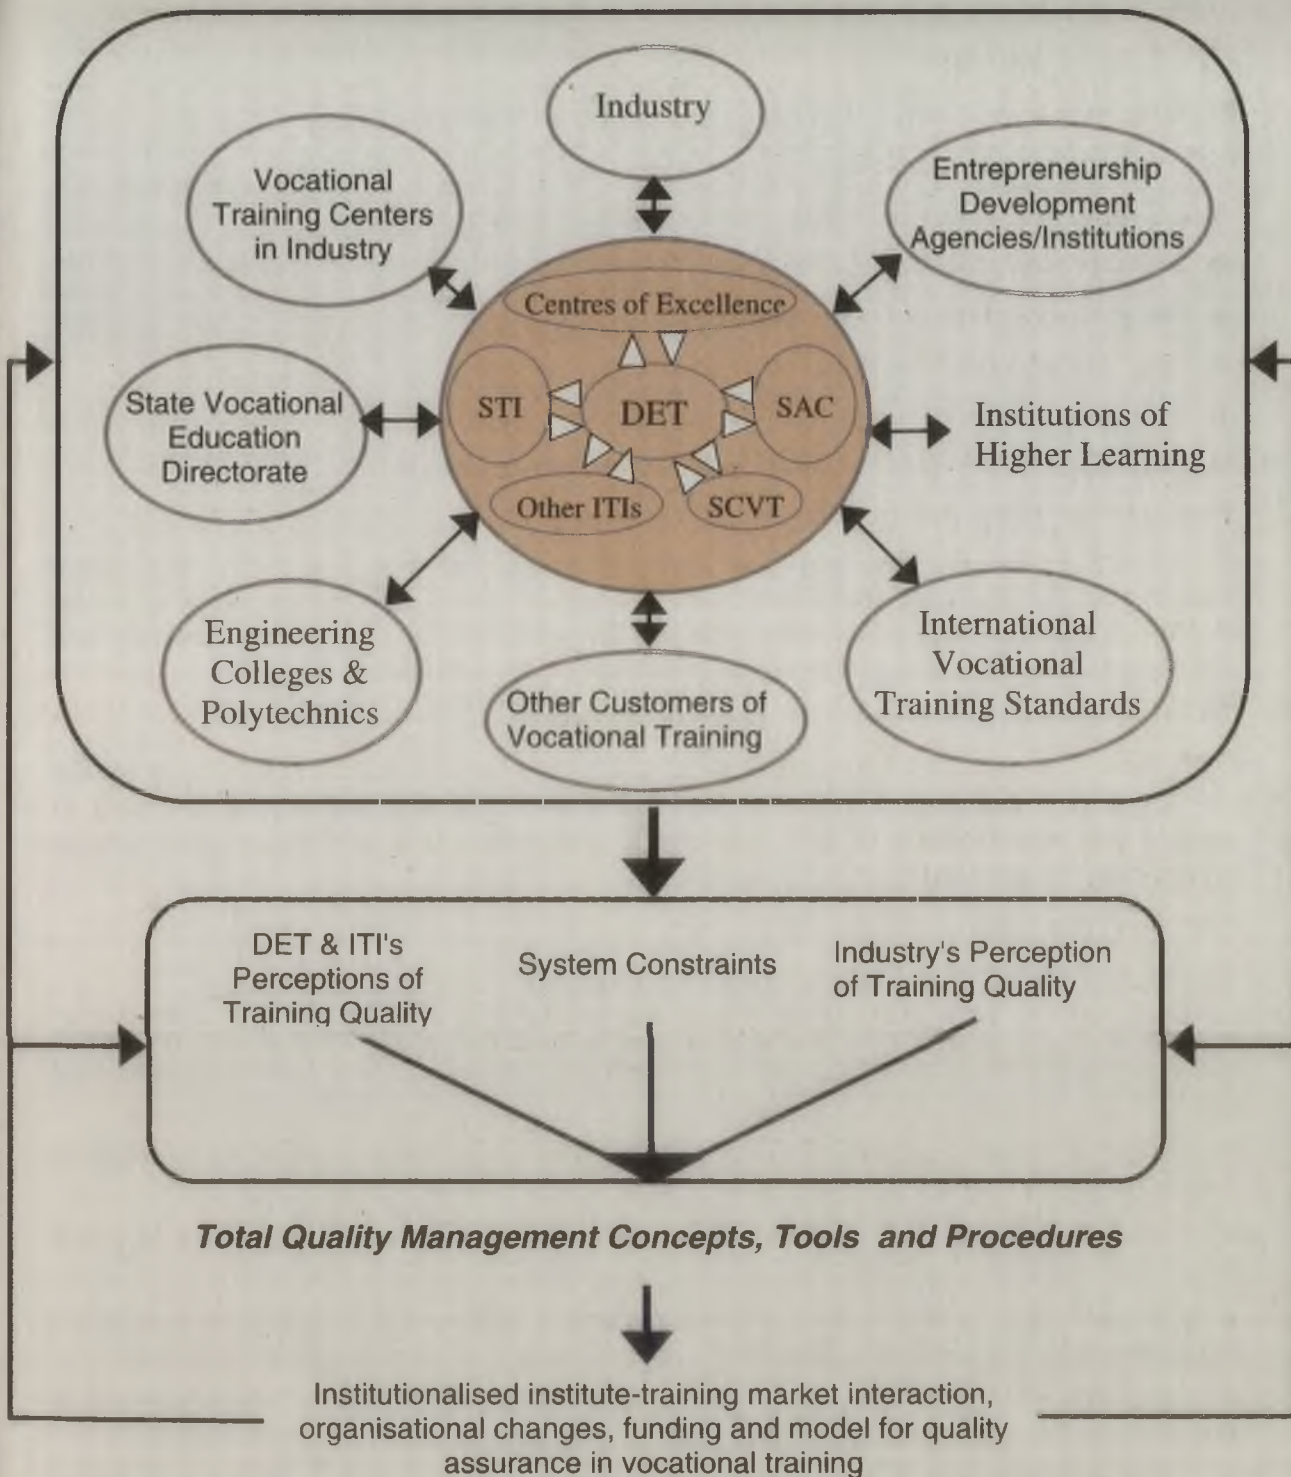 Industry
Vocational
Training Centers
in Industry
Entrepreneurship
Development
Agencies/Institutions
Centres of Excellence
STI
DET
SAC
Other ITIs
SCVT
State Vocational
Education
Directorate
Institutions of
Higher Learning
Engineering
Colleges &
Polytechnics
Other Customers of
Vocational Training
International
Vocational
Training Standards
DET & ITI's
Perceptions of
Training Quality
System Constraints
Industry's Perception
of Training Quality
Total Quality Management Concepts, Tools and Procedures
Institutionalised institute-training market interaction,
organisational changes, funding and model for quality
assurance in vocational training